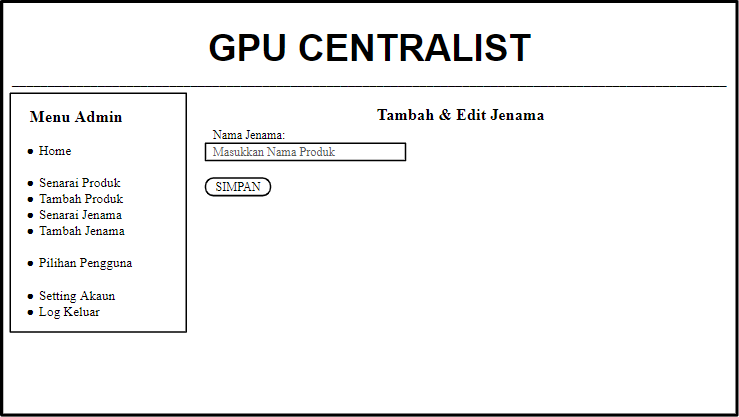 GPU CENTRALIST
Menu Admin
Home
Senarai Produk
Tambah Produk
Senarai Jenama
Tambah Jenama
Pilihan Pengguna
Setting Akaun
Log Keluar
Tambah & Edit Jenama
Nama Jenama:
Masukkan Nama Produk
SIMPAN